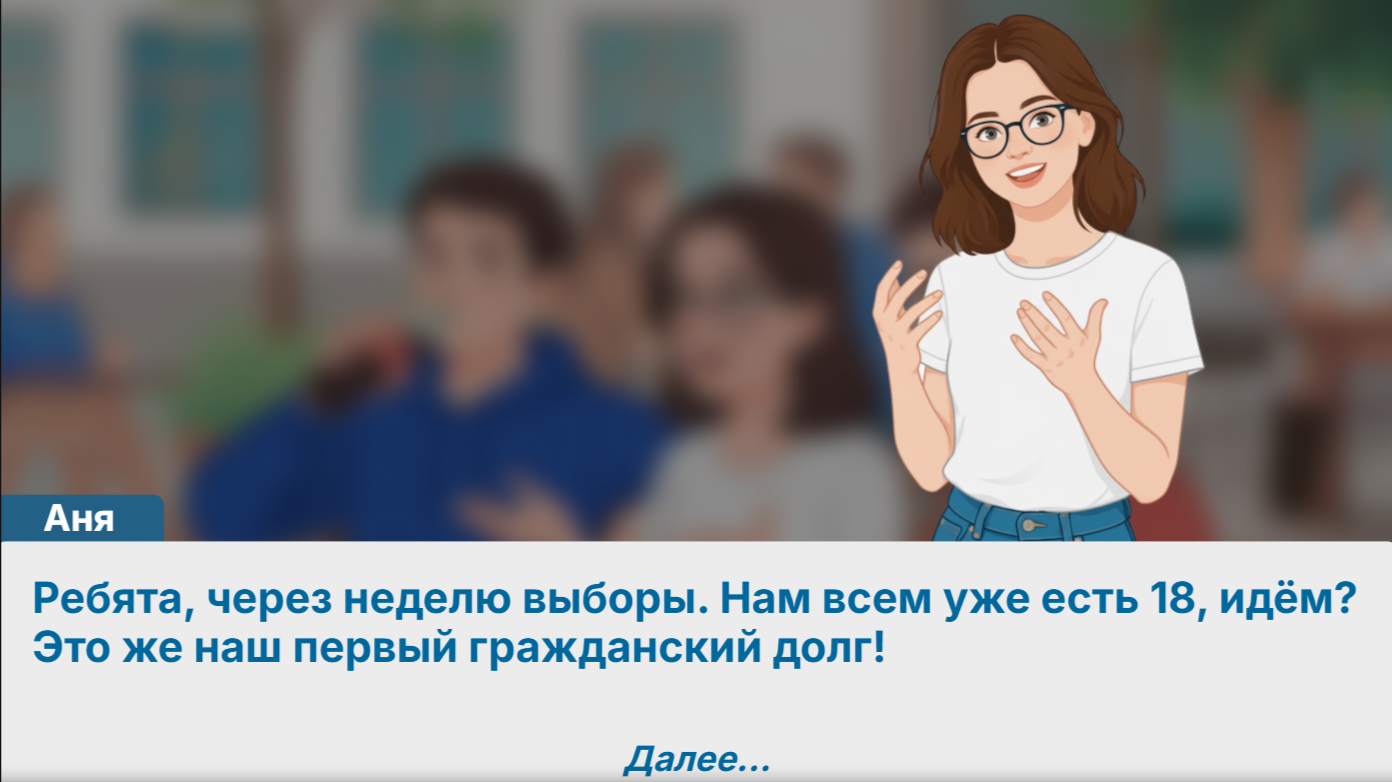 Аня
Ребята, через неделю выборы. Нам всем уже есть 18, идём?
Это же наш первый гражданский долг!
Далее...